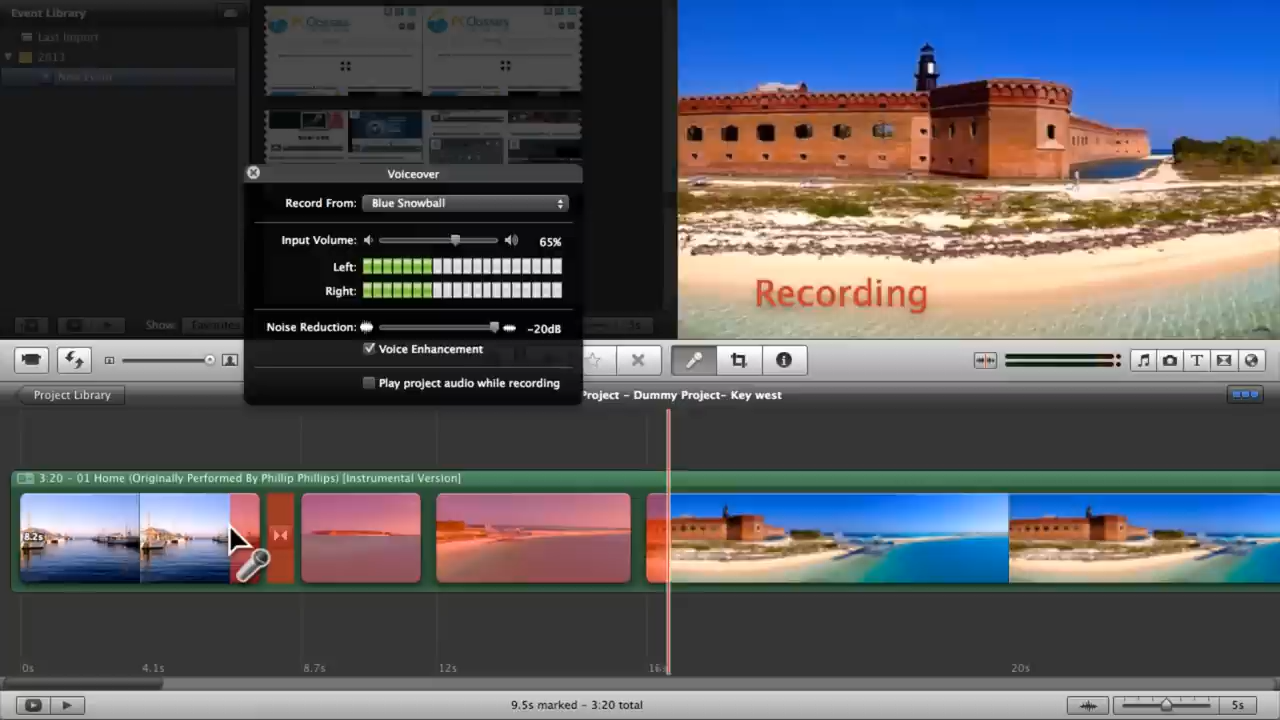 Event Library
Last Import
2013
New Event
Voiceover
Record From: Blue Snowball
Input Volume: 65%
Left:
Right:
Noise Reduction: -20dB
Voice Enhancement
Play project audio while recording
Show: Favorites
5s
Recording
Project Library
Project - Dummy Project- Key west
3:20 - 01 Home (Originally Performed By Phillip Phillips) [Instrumental Version]
8.2s
0s 4.1s 8.7s 12s 16s 20s
9.5s marked - 3:20 total
5s